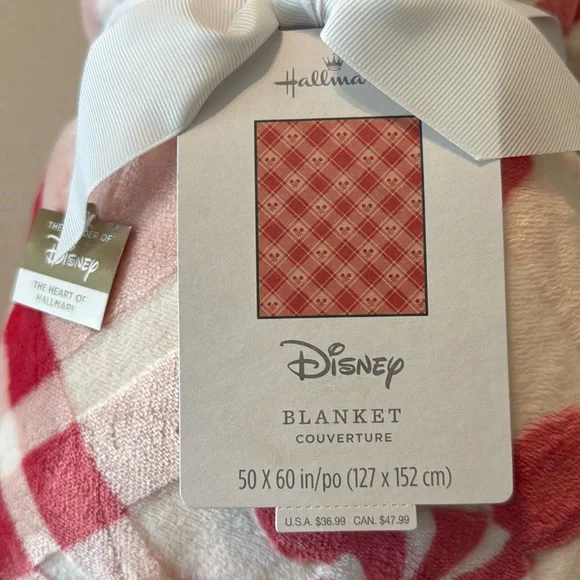 Hallma
DISNEY
BLANKET
COUVERTURE
50 X 60 in/po (127 x 152 cm)
U.S.A. $36.99 CAN. $47.99
THE
DER OF
DISNEY
THE HEART OF
HALLMARK